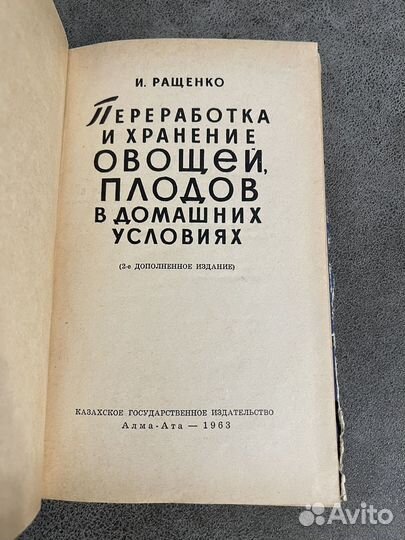 И. РАЩЕНКО
ПЕРЕРАБОТКА
И ХРАНЕНИЕ
ОВОЩЕЙ,
ПЛОДОВ
В ДОМАШНИХ
УСЛОВИЯХ
(2-е ДОПОЛНЕННОЕ ИЗДАНИЕ)
КАЗАХСКОЕ ГОСУДАРСТВЕННОЕ ИЗДАТЕЛЬСТВО
Алма-Ата — 1963
Avito